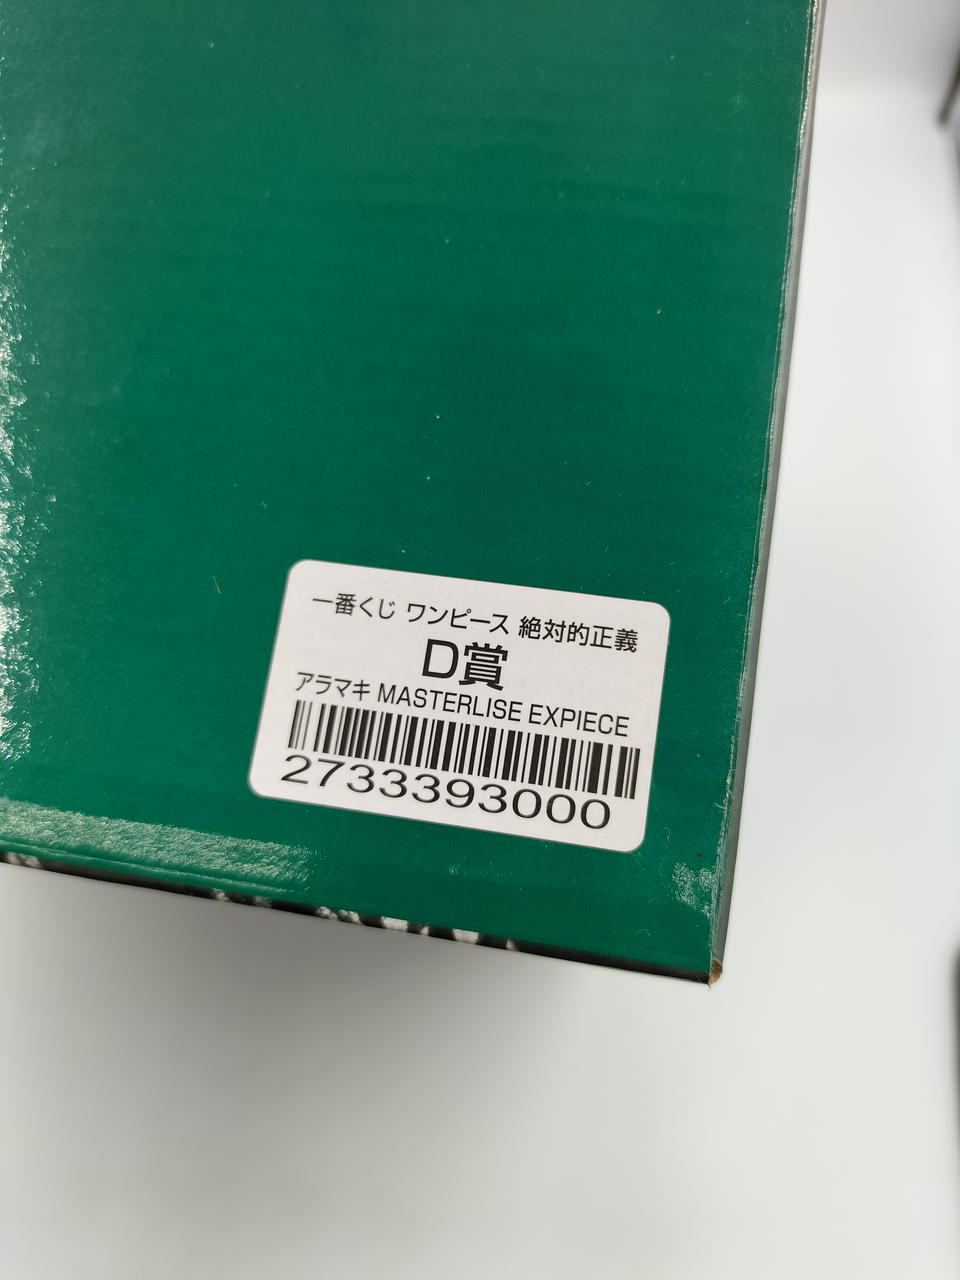 一番くじ ワンピース 絶対的正義
D賞
アラマキ MASTERLISE EXPIECE
2733393000